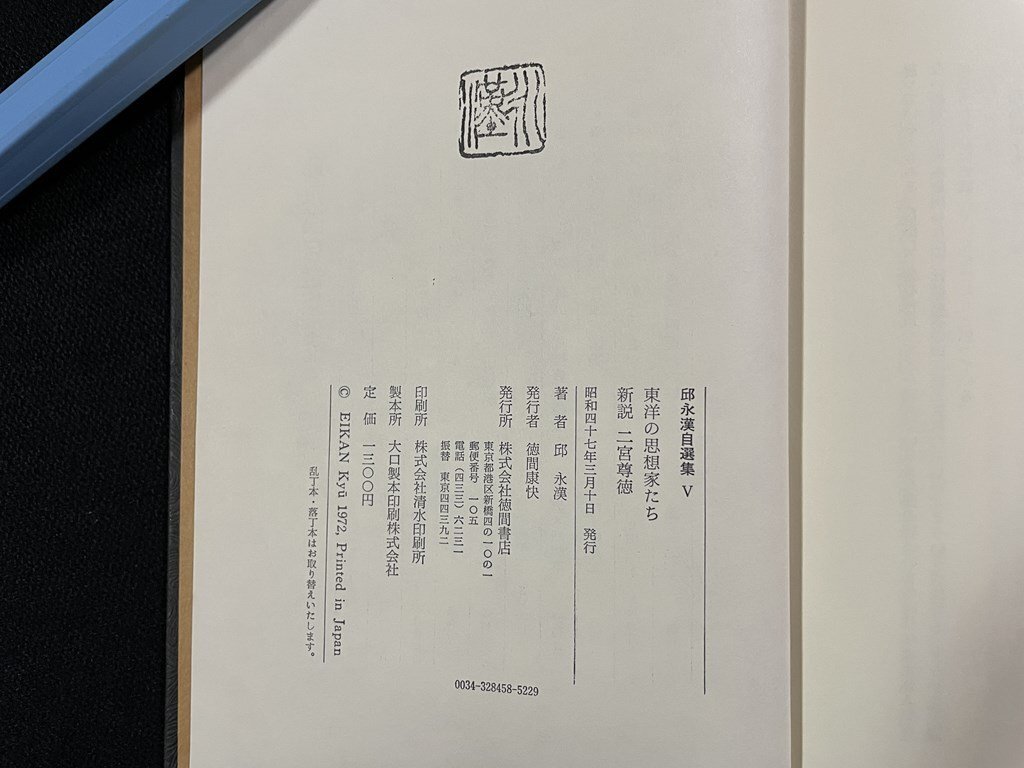 永漢
邱永漢自選集 V
東洋の思想家たち
新説 二宮尊徳
昭和四十七年三月十日 発行
著者 邱永漢
発行者 徳間康快
発行所 株式会社徳間書店
東京都港区新橋四の一〇の一
郵便番号 一〇五
電話(四三三)六二三一
振替 東京四四三九二
印刷所 株式会社清水印刷所
製本所 大口製本印刷株式会社
定価 一三〇〇円
© EIKAN Kyū 1972, Printed in Japan
乱丁本・落丁本はお取り替えいたします。
0034-328458-5229